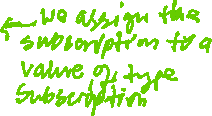 we assign the
subscription to a
value of type
Subscription